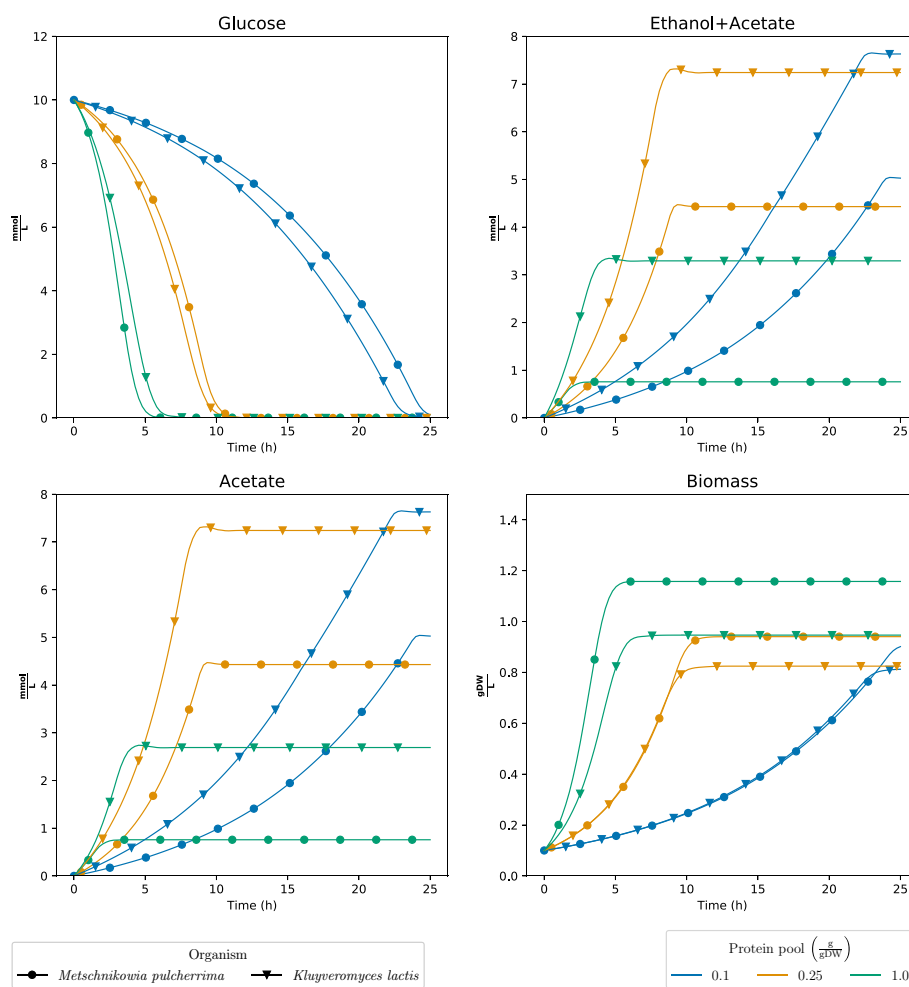 Glucose
12
10
8
6
4
2
0
mmol
L
0 5 10 15 20 25
Time (h)
Ethanol+Acetate
8
7
6
5
4
3
2
1
0
mmol
L
0 5 10 15 20 25
Time (h)
Acetate
8
7
6
5
4
3
2
1
0
mmol
L
0 5 10 15 20 25
Time (h)
Biomass
1.4
1.2
1.0
0.8
0.6
0.4
0.2
0.0
gDW
L
0 5 10 15 20 25
Time (h)
Organism
Metschnikowia pulcherrima Kluyveromyces lactis
Protein pool (g/gDW)
0.1 0.25 1.0